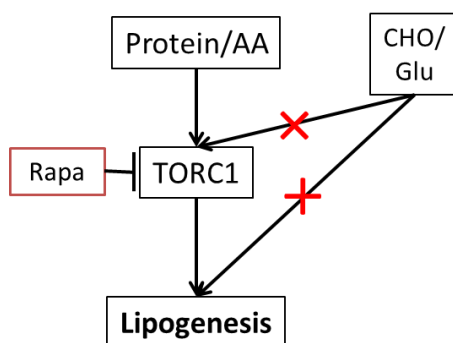 Protein/AA
CHO/
Glu
Rapa
TORC1
Lipogenesis